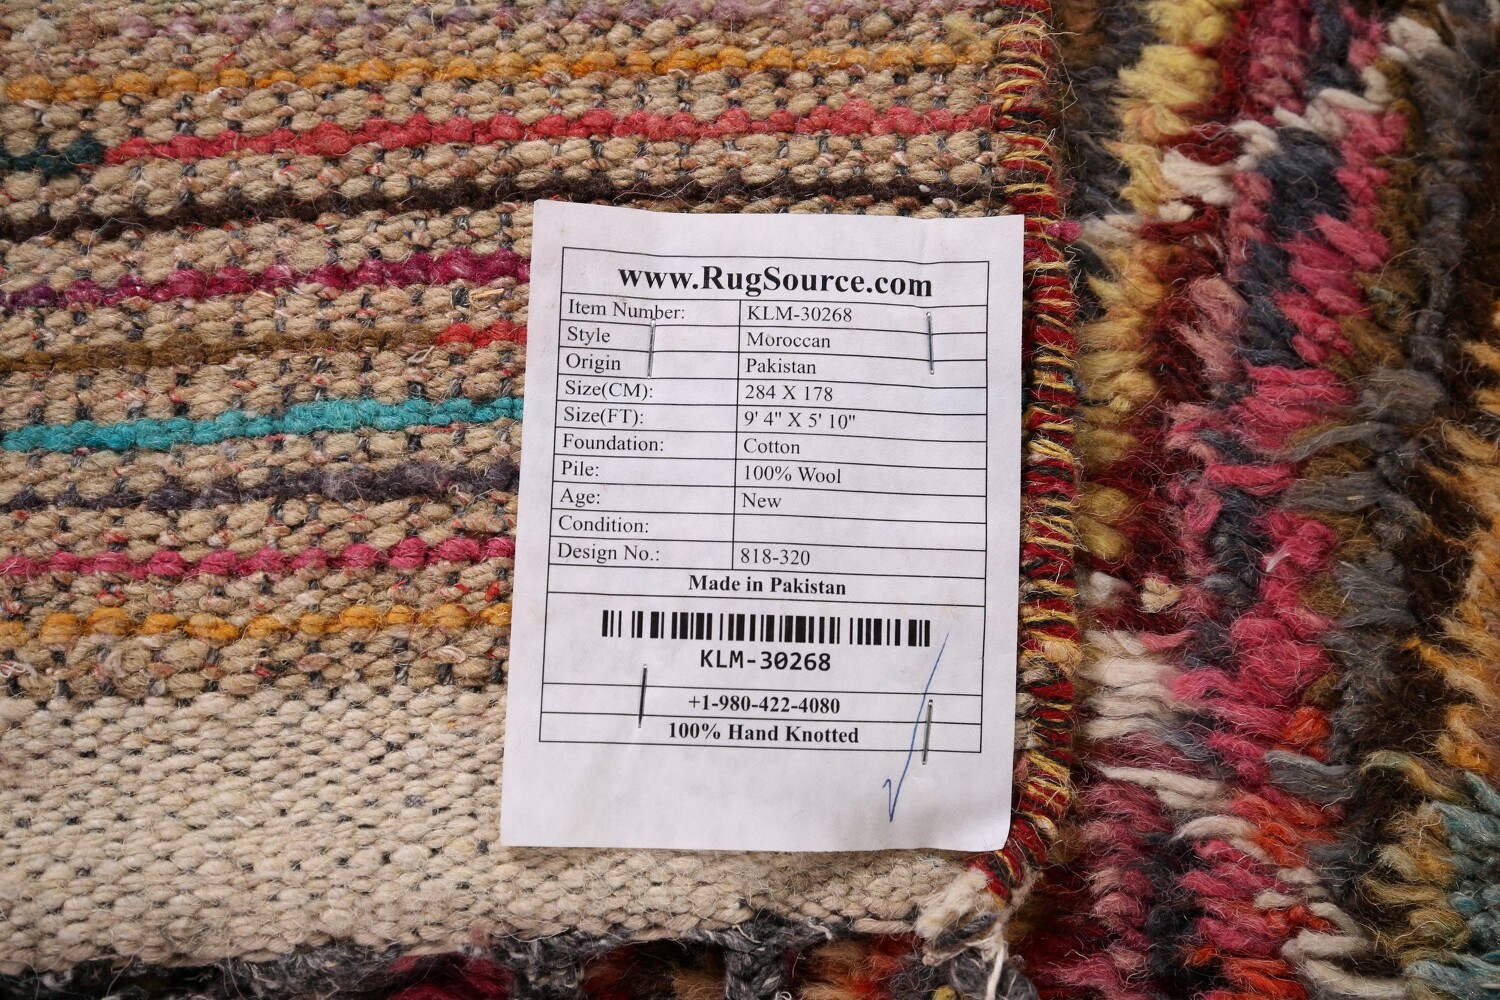 www.RugSource.com
Item Number: KLM-30268
Style Moroccan
Origin Pakistan
Size(CM): 284 X 178
Size(FT): 9' 4" X 5' 10"
Foundation: Cotton
Pile: 100% Wool
Age: New
Condition:
Design No.: 818-320
Made in Pakistan
KLM-30268
+1-980-422-4080
100% Hand Knotted